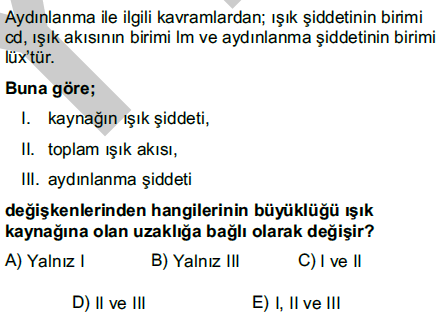 Aydınlanma ile ilgili kavramlardan; ışık şiddetinin birimi
cd, ışık akısının birimi lm ve aydınlanma şiddetinin birimi
lüx'tür.
Buna göre;
I. kaynağın ışık şiddeti,
II. toplam ışık akısı,
III. aydınlanma şiddeti
değişkenlerinden hangilerinin büyüklüğü ışık
kaynağına olan uzaklığa bağlı olarak değişir?
A) Yalnız I B) Yalnız III C) I ve II
D) II ve III E) I, II ve III